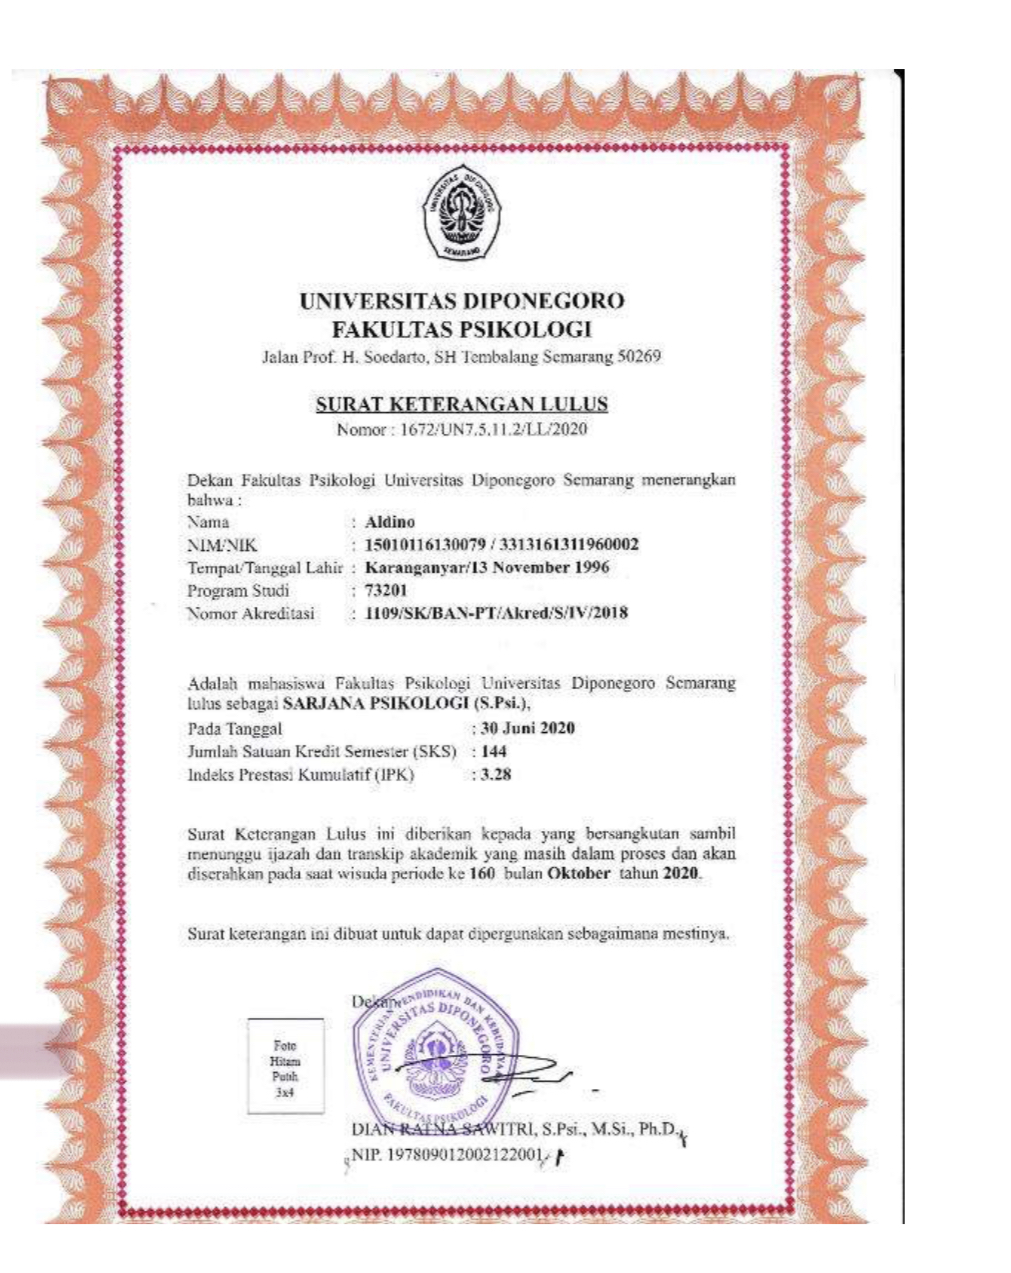 UNIVERSITAS DIPONEGORO
SEMARANG
UNIVERSITAS DIPONEGORO
FAKULTAS PSIKOLOGI
Jalan Prof. H. Soedarto, SH Tembalang Semarang 50269
SURAT KETERANGAN LULUS
Nomor : 1672/UN7.5.11.2/LL/2020
Dekan Fakultas Psikologi Universitas Diponegoro Semarang menerangkan
bahwa :
Nama : Aldino
NIM/NIK : 15010116130079 / 3313161311960002
Tempat/Tanggal Lahir : Karanganyar/13 November 1996
Program Studi : 73201
Nomor Akreditasi : 1109/SK/BAN-PT/Akred/S/IV/2018
Adalah mahasiswa Fakultas Psikologi Universitas Diponegoro Semarang
lulus sebagai SARJANA PSIKOLOGI (S.Psi.),
Pada Tanggal : 30 Juni 2020
Jumlah Satuan Kredit Semester (SKS) : 144
Indeks Prestasi Kumulatif (IPK) : 3.28
Surat Keterangan Lulus ini diberikan kepada yang bersangkutan sambil
menunggu ijazah dan transkip akademik yang masih dalam proses dan akan
diserahkan pada saat wisuda periode ke 160 bulan Oktober tahun 2020.
Surat keterangan ini dibuat untuk dapat dipergunakan sebagaimana mestinya.
Dekan
KEMENTERIAN PENDIDIKAN DAN KEBUDAYAAN
UNIVERSITAS DIPONEGORO
FAKULTAS PSIKOLOGI
Foto
Hitam
Putih
3x4
DIAN RATNA SAWITRI, S.Psi., M.Si., Ph.D.
NIP. 197809012002122001